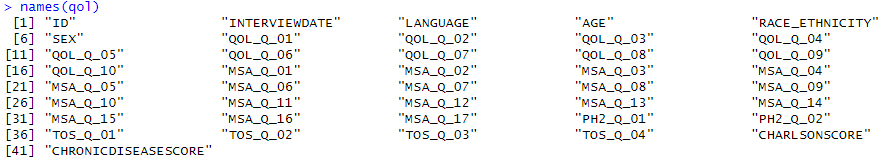 > names(qol)
[1] "ID" "INTERVIEWDATE" "LANGUAGE" "AGE" "RACE_ETHNICITY"
[6] "SEX" "QOL_Q_01" "QOL_Q_02" "QOL_Q_03" "QOL_Q_04"
[11] "QOL_Q_05" "QOL_Q_06" "QOL_Q_07" "QOL_Q_08" "QOL_Q_09"
[16] "QOL_Q_10" "MSA_Q_01" "MSA_Q_02" "MSA_Q_03" "MSA_Q_04"
[21] "MSA_Q_05" "MSA_Q_06" "MSA_Q_07" "MSA_Q_08" "MSA_Q_09"
[26] "MSA_Q_10" "MSA_Q_11" "MSA_Q_12" "MSA_Q_13" "MSA_Q_14"
[31] "MSA_Q_15" "MSA_Q_16" "MSA_Q_17" "PH2_Q_01" "PH2_Q_02"
[36] "TOS_Q_01" "TOS_Q_02" "TOS_Q_03" "TOS_Q_04" "CHARLSONSCORE"
[41] "CHRONICDISEASESCORE"